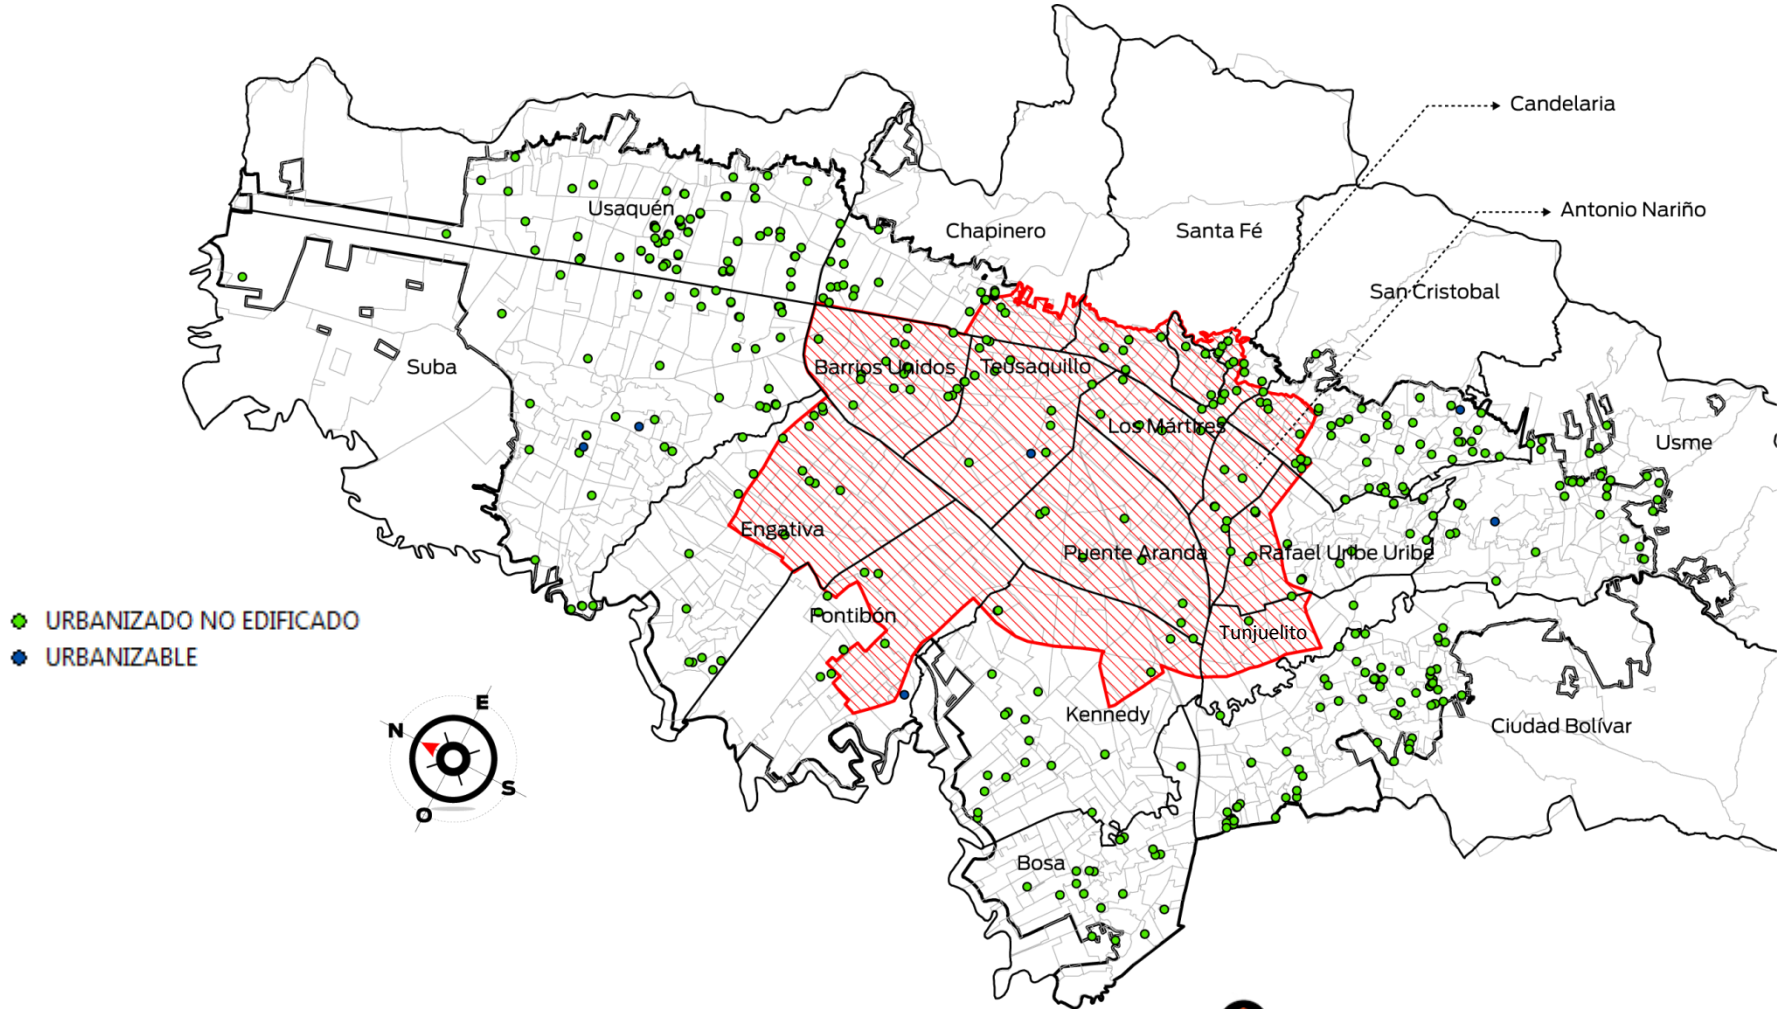 Candelaria
Antonio Nariño
Usaquén
Chapinero
Santa Fé
San Cristobal
Suba
Barrios Unidos
Teusaquillo
Los Mártires
Usme
Engativa
Puente Aranda
Rafael Uribe Uribe
Fontibón
Tunjuelito
URBANIZADO NO EDIFICADO
URBANIZABLE
N
E
S
O
Kennedy
Ciudad Bolívar
Bosa